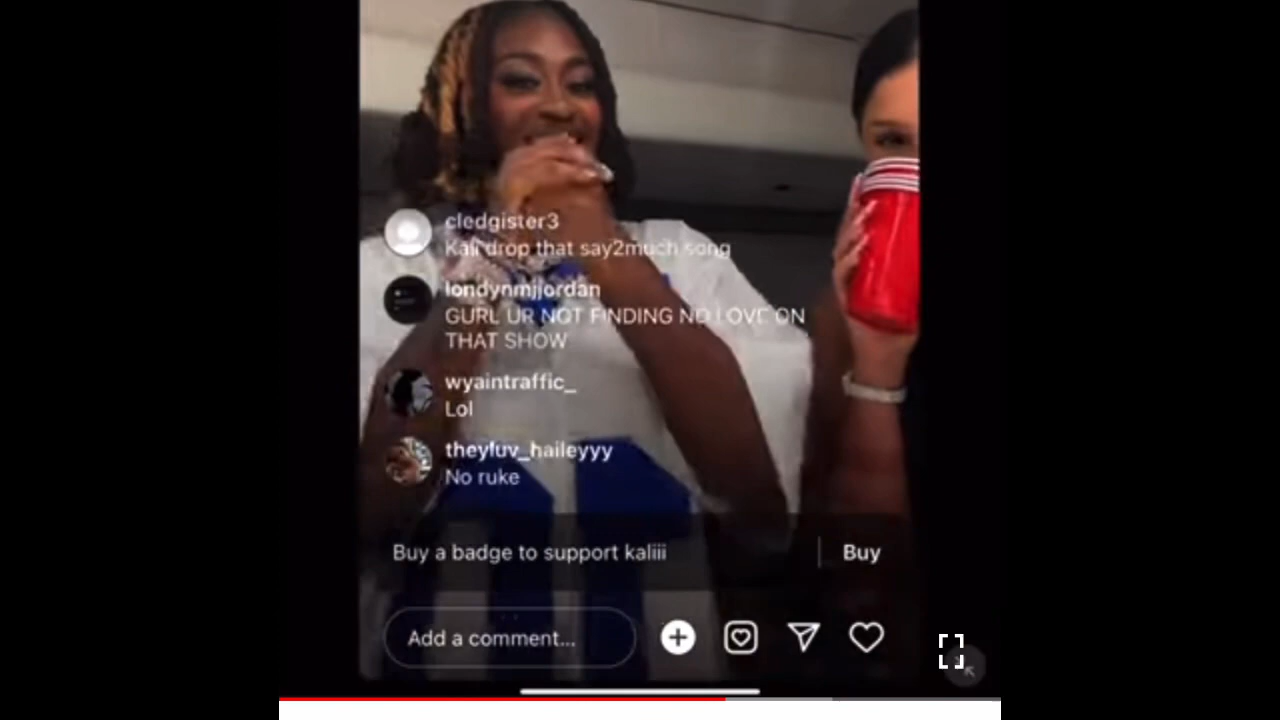 cledgister3
Kali drop that say2much song
londynmjjordan
GURL UR NOT FINDING NO LOVE ON
THAT SHOW
wyaintraffic_
Lol
theyluv_haileyyy
No ruke
Buy a badge to support kaliii
Buy
Add a comment...